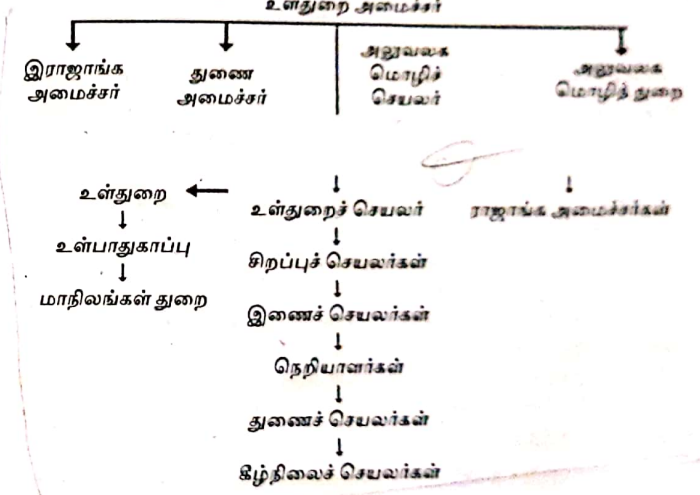 உள்துறை அமைச்சர்
இராஜாங்க
அமைச்சர்
துணை
அமைச்சர்
அலுவலக
மொழிச்
செயலர்
அலுவலக
மொழித் துறை
உள்துறை
உள்பாதுகாப்பு
மாநிலங்கள் துறை
உள்துறைச் செயலர்
சிறப்புச் செயலர்கள்
இணைச் செயலர்கள்
நெறியாளர்கள்
துணைச் செயலர்கள்
கீழ்நிலைச் செயலர்கள்
ராஜாங்க அமைச்சர்கள்